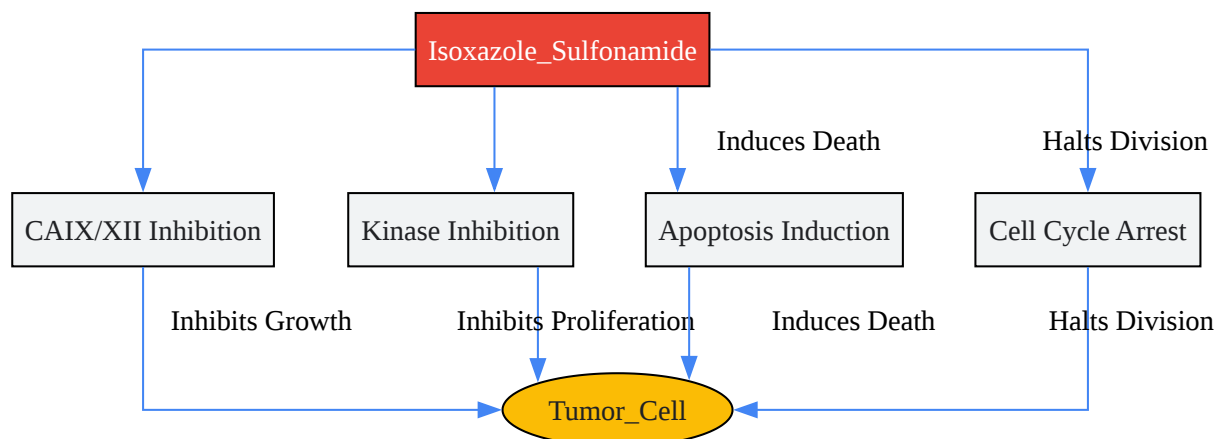 Isoxazole_Sulfonamide
Induces Death
Halts Division
CAIX/XII Inhibition
Kinase Inhibition
Apoptosis Induction
Cell Cycle Arrest
Inhibits Growth
Inhibits Proliferation
Induces Death
Halts Division
Tumor_Cell